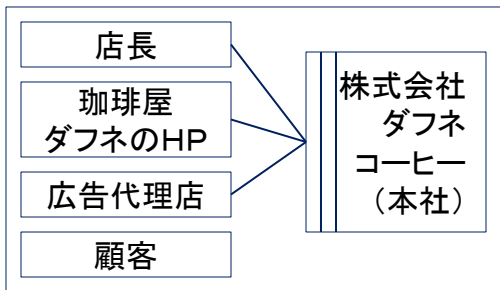 店長
珈琲屋
ダフネのHP
広告代理店
顧客
株式会社
ダフネ
コーヒー
（本社）